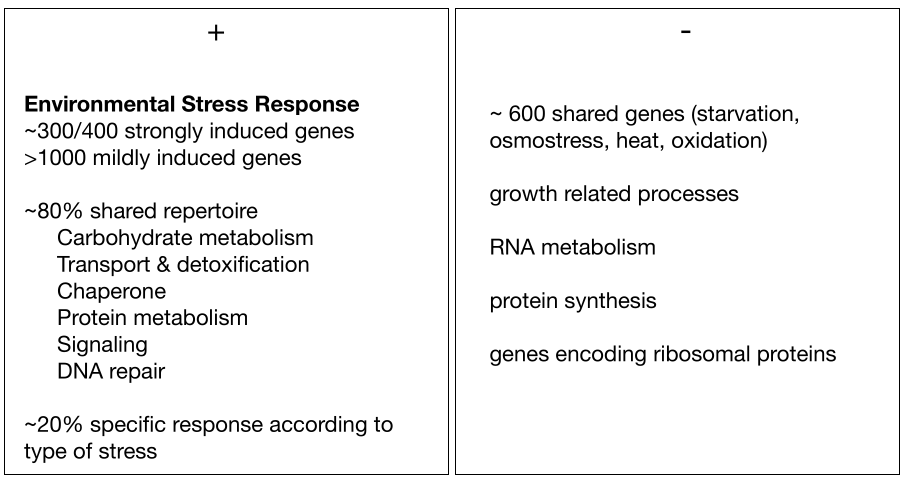 +
Environmental Stress Response
~300/400 strongly induced genes
>1000 mildly induced genes
~80% shared repertoire
Carbohydrate metabolism
Transport & detoxification
Chaperone
Protein metabolism
Signaling
DNA repair
~20% specific response according to
type of stress
-
~ 600 shared genes (starvation,
osmostress, heat, oxidation)
growth related processes
RNA metabolism
protein synthesis
genes encoding ribosomal proteins